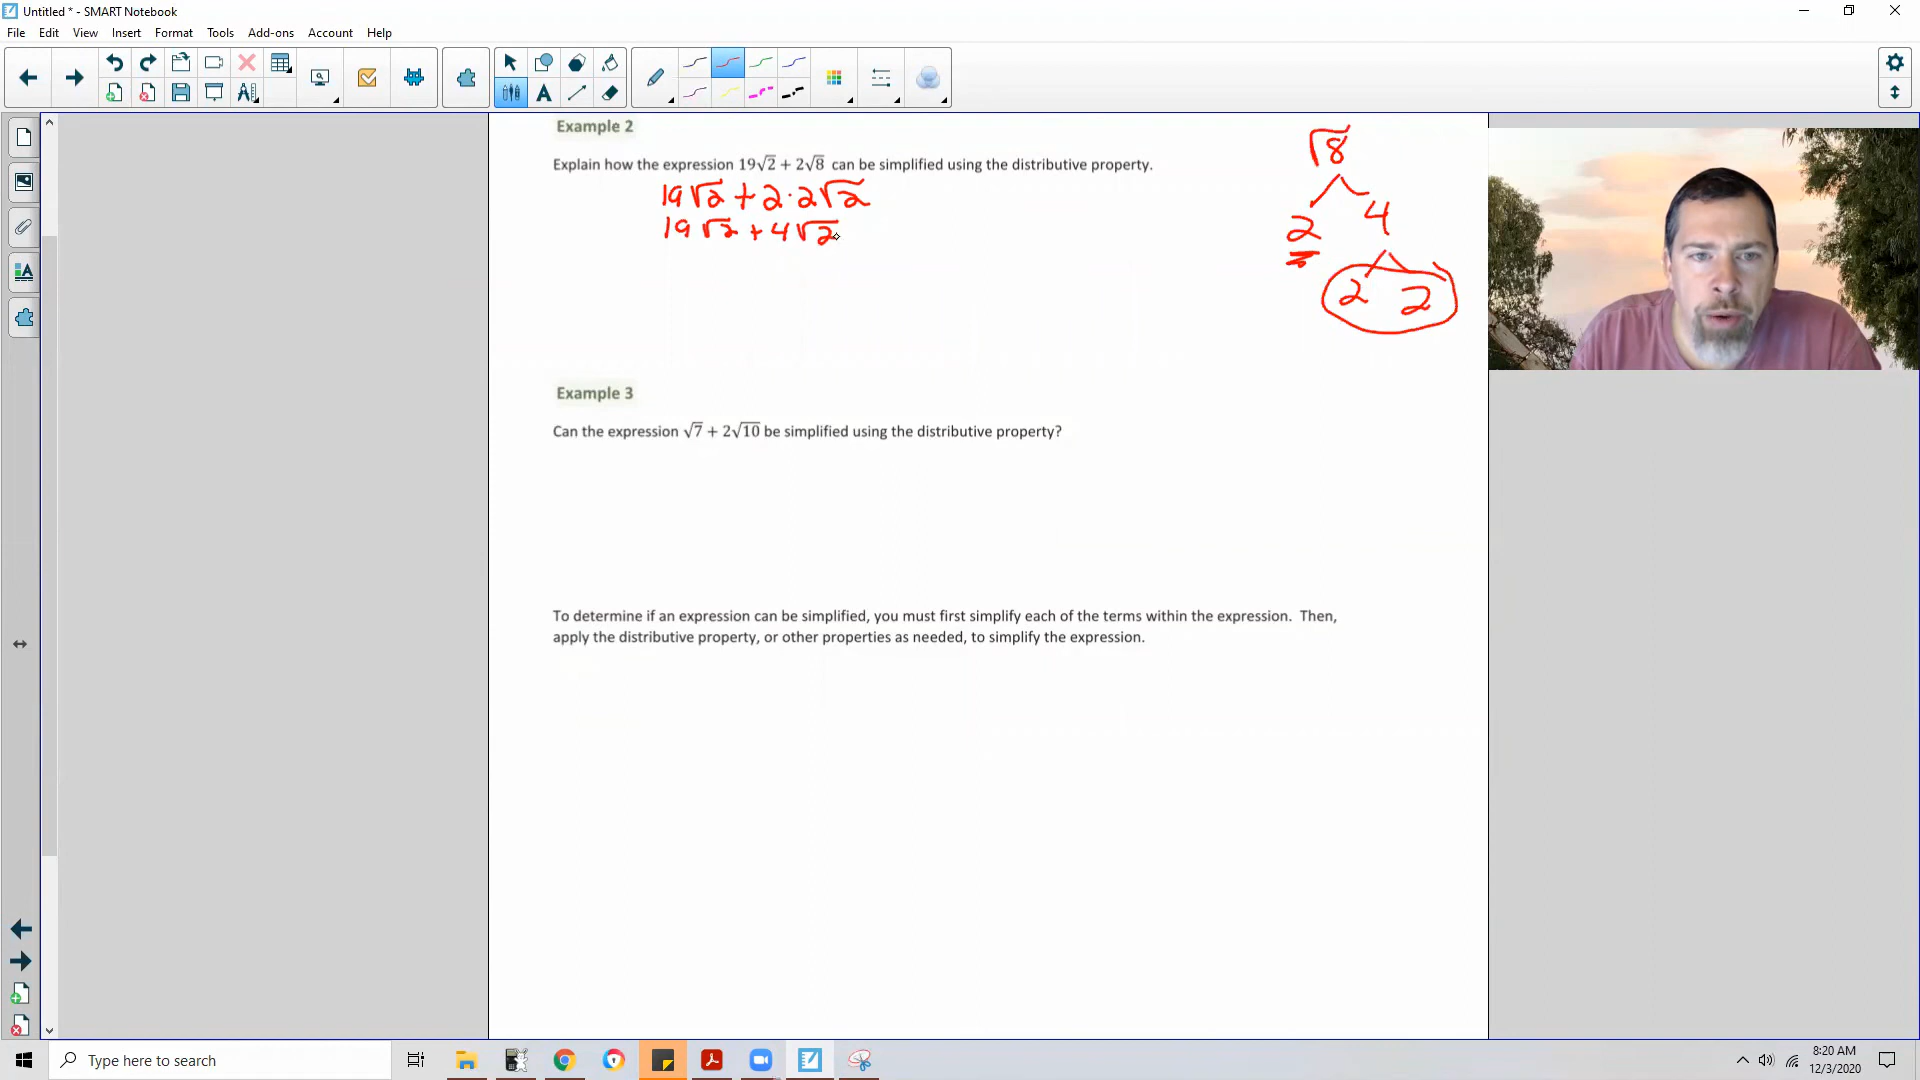 Untitled * - SMART Notebook
File Edit View Insert Format Tools Add-ons Account Help
Example 2
Explain how the expression 19√2 + 2√8 can be simplified using the distributive property.
19√2 + 2·2√2
19√2 + 4√2
√8
2 4
2 2
Example 3
Can the expression √7 + 2√10 be simplified using the distributive property?
To determine if an expression can be simplified, you must first simplify each of the terms within the expression. Then,
apply the distributive property, or other properties as needed, to simplify the expression.
Type here to search
8:20 AM
12/3/2020